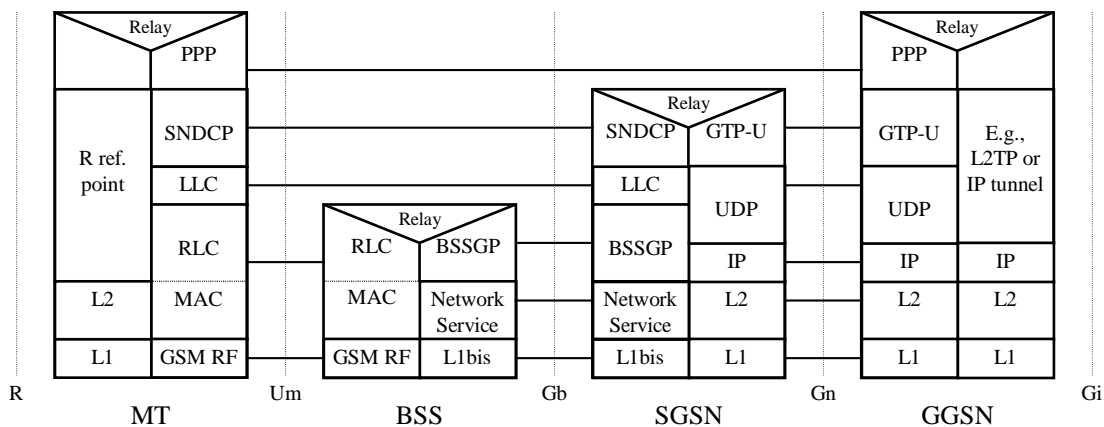 Relay
PPP
Relay
PPP
Relay
SNDCP
SNDCP
GTP-U
GTP-U
E.g.,
L2TP or
IP tunnel
R ref.
point
LLC
LLC
UDP
UDP
Relay
RLC
RLC
BSSGP
BSSGP
IP
IP
IP
L2
MAC
MAC
Network
Service
Network
Service
L2
L2
L2
L1
GSM RF
GSM RF
L1bis
L1bis
L1
L1
L1
R
Um
Gb
Gn
Gi
MT
BSS
SGSN
GGSN